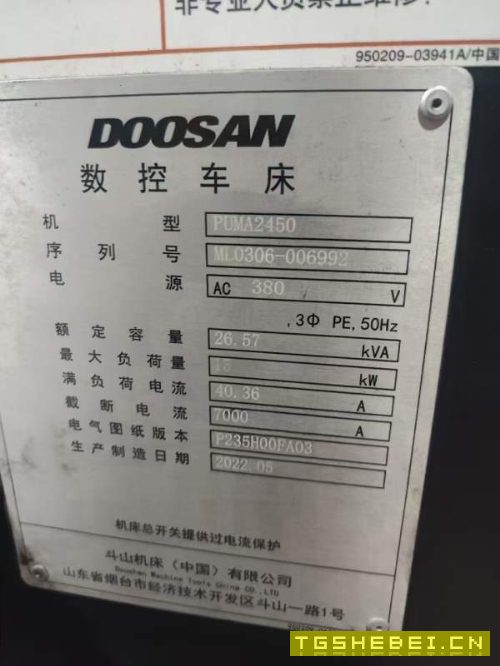 非专业人员禁止维修!
950209-03941A/中国
DOOSAN
数控车床
机型 PUMA2450
序列号 ML0306-006992
电源 AC 380 V
,3Φ PE,50Hz
额定容量 26.57 kVA
最大负荷量 18 kW
满负荷电流 40.36 A
截断电流 7000 A
电气图纸版本 P235H00FA03
生产制造日期 2022.05
机床总开关提供过电流保护
斗山机床(中国)有限公司
Dooshan Machine Tools China CO.,LTD
山东省烟台市经济技术开发区斗山一路1号
TGSHEBEI.CN